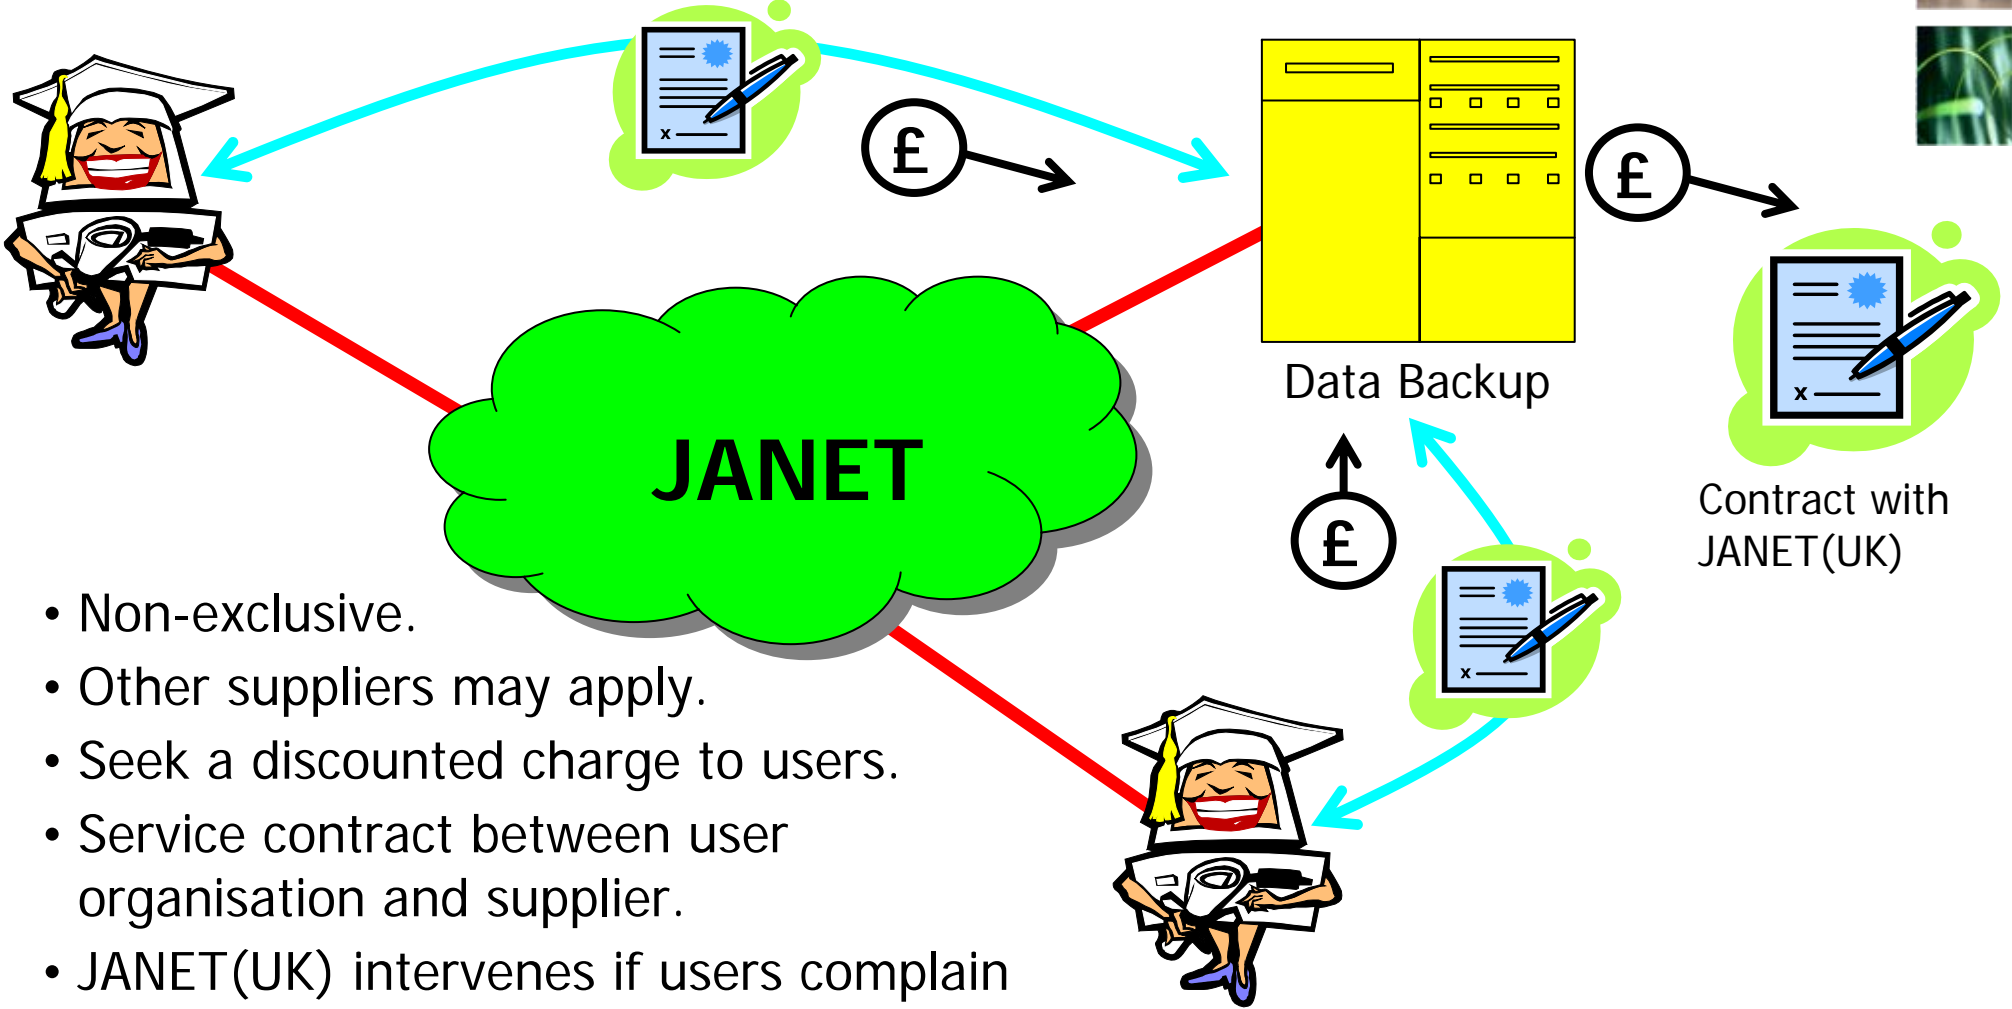 x
£
£
Data Backup
x
JANET
£
Contract with
JANET(UK)
x
• Non-exclusive.
• Other suppliers may apply.
• Seek a discounted charge to users.
• Service contract between user
organisation and supplier.
• JANET(UK) intervenes if users complain